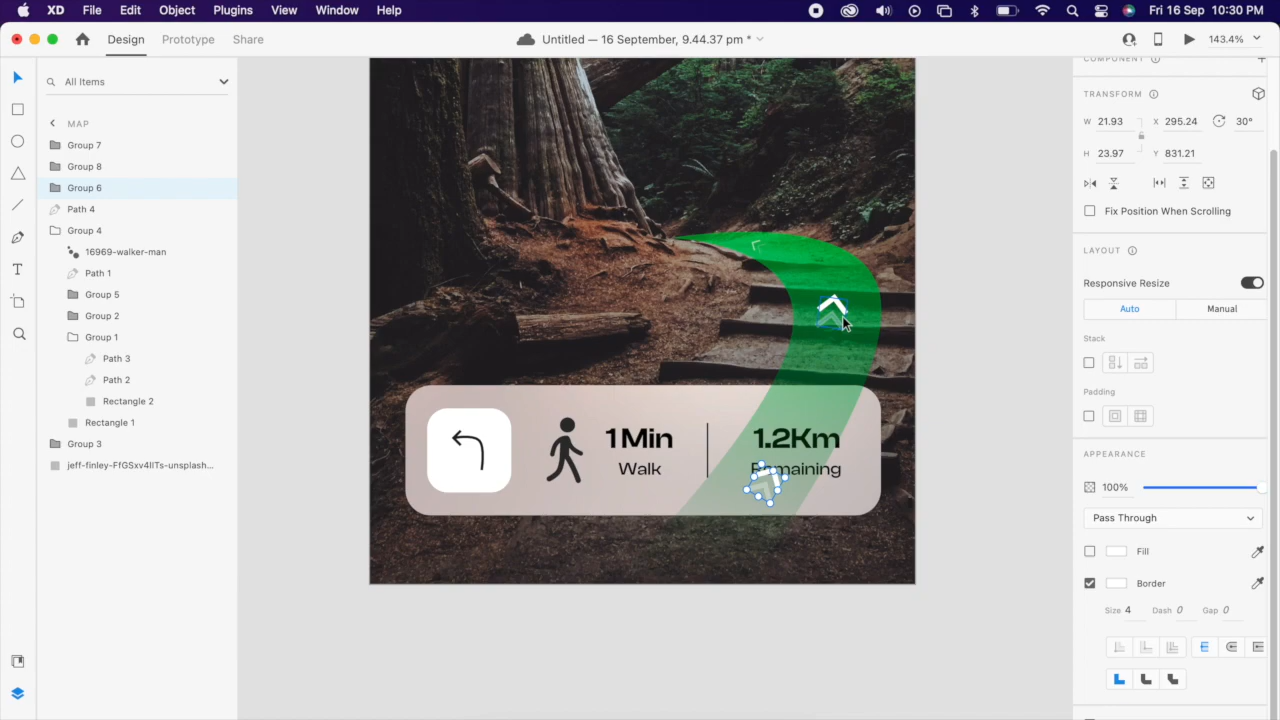 XD File Edit Object Plugins View Window Help Fri 16 Sep 10:30 PM
Design Prototype Share Untitled — 16 September, 9.44.37 pm * 143.4%
All Items
MAP
Group 7
Group 8
Group 6
Path 4
Group 4
16969-walker-man
Path 1
Group 5
Group 2
Group 1
Path 3
Path 2
Rectangle 2
Rectangle 1
Group 3
jeff-finley-FfGSxv4IlTs-unsplash...
1 Min
Walk
1.2Km
Remaining
COMPONENT
TRANSFORM
W 21.93 X 295.24 30°
H 23.97 Y 831.21
Fix Position When Scrolling
LAYOUT
Responsive Resize
Auto Manual
Stack
Padding
APPEARANCE
100%
Pass Through
Fill
Border
Size 4 Dash 0 Gap 0